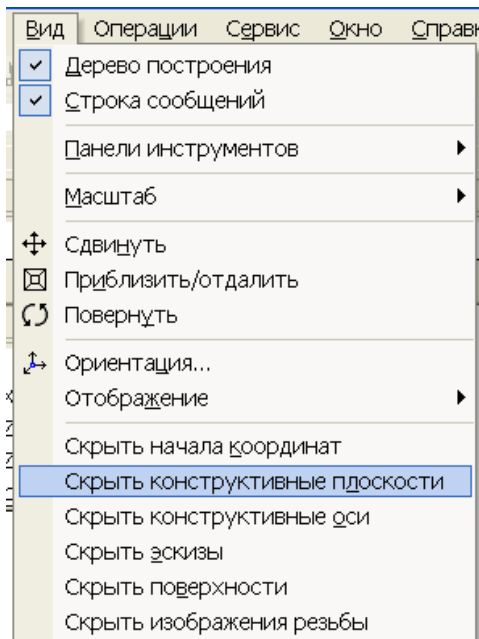 Вид Операции Сервис Окно
Дерево построения
Строка сообщений
Панели инструментов
Масштаб
Сдвинуть
Приблизить/отдалить
Повернуть
Ориентация...
Отображение
Скрыть начала координат
Скрыть конструктивные плоскости
Скрыть конструктивные оси
Скрыть эскизы
Скрыть поверхности
Скрыть изображения резьбы